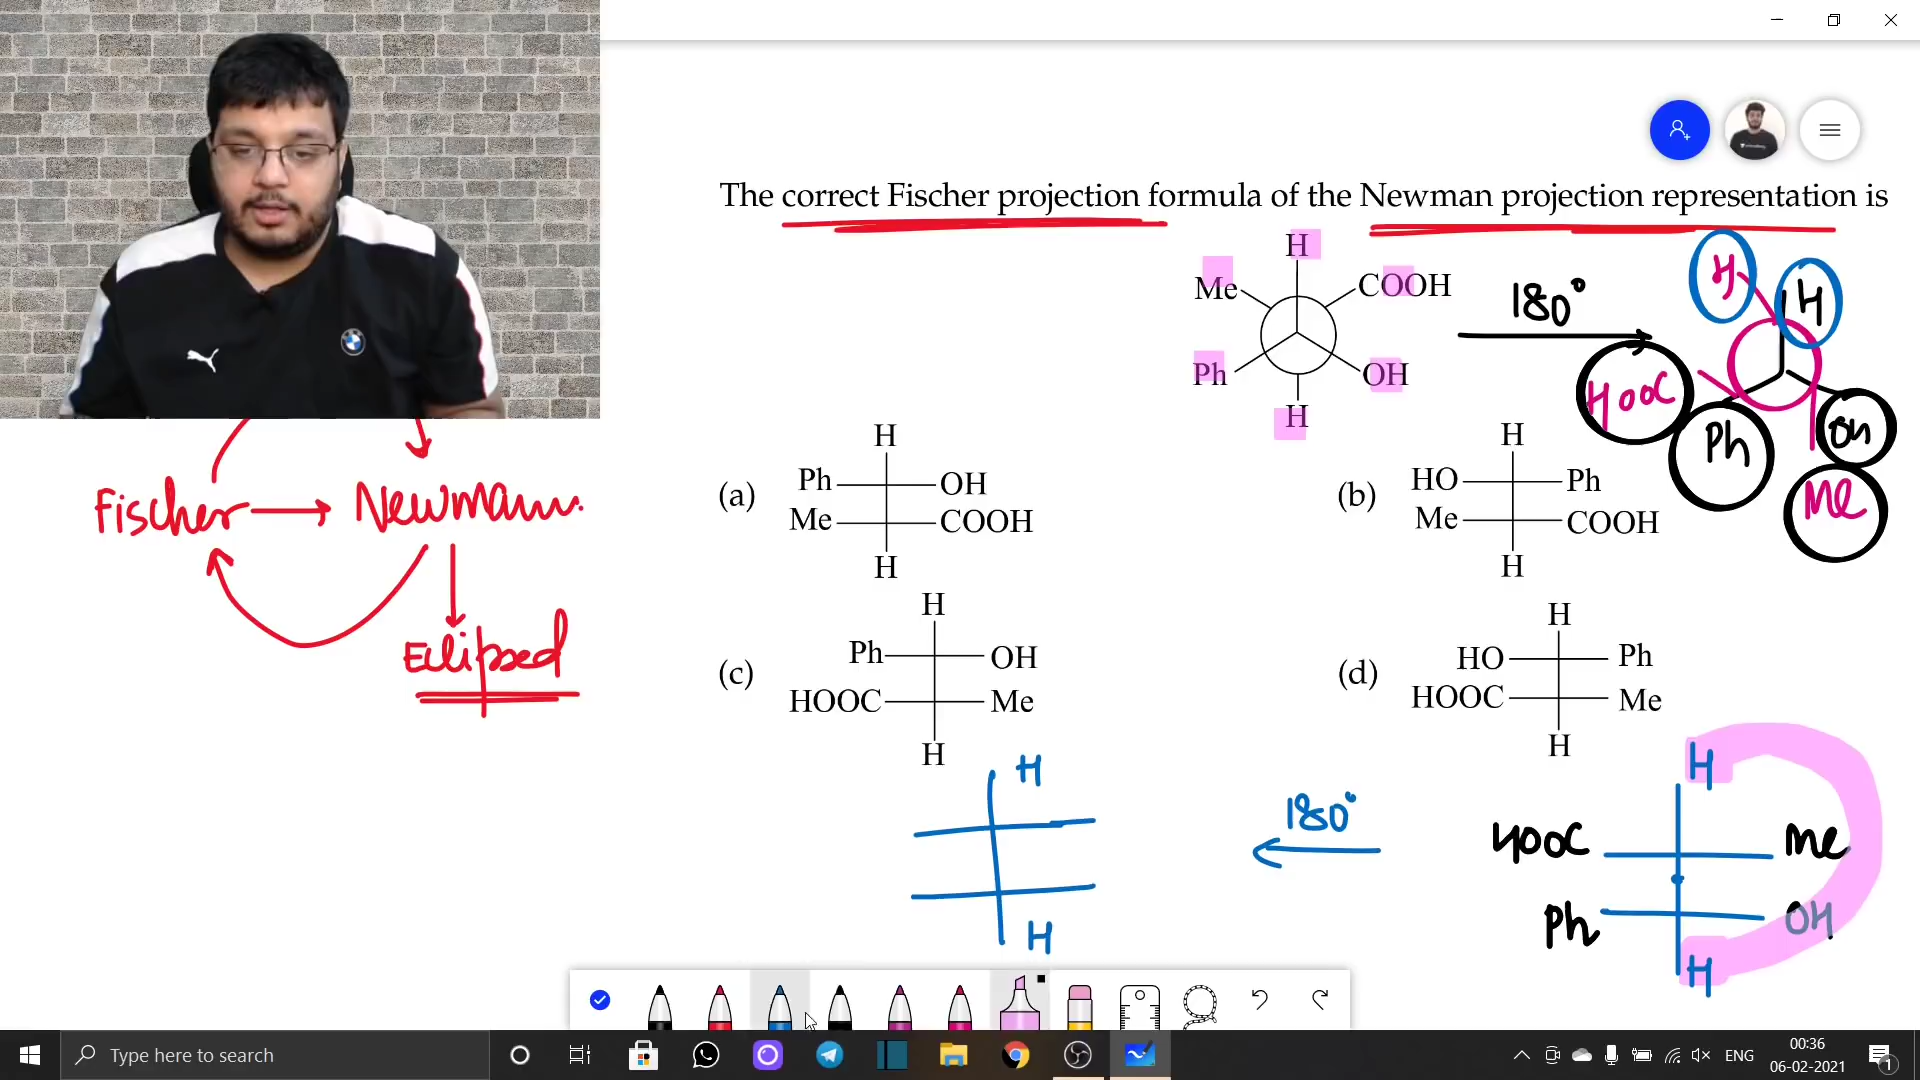 The correct Fischer projection formula of the Newman projection representation is
H
Me
COOH
Ph
OH
H
180°
H
H
HOOC
Ph
OH
Me
Fischer → Newmann.
Eclipsed
(a)
H
Ph OH
Me COOH
H
(b)
H
HO Ph
Me COOH
H
(c)
H
Ph OH
HOOC Me
H
(d)
H
HO Ph
HOOC Me
H
H
H
180°
H
HOOC Me
Ph OH
H
Type here to search
ENG
00:36
06-02-2021
1